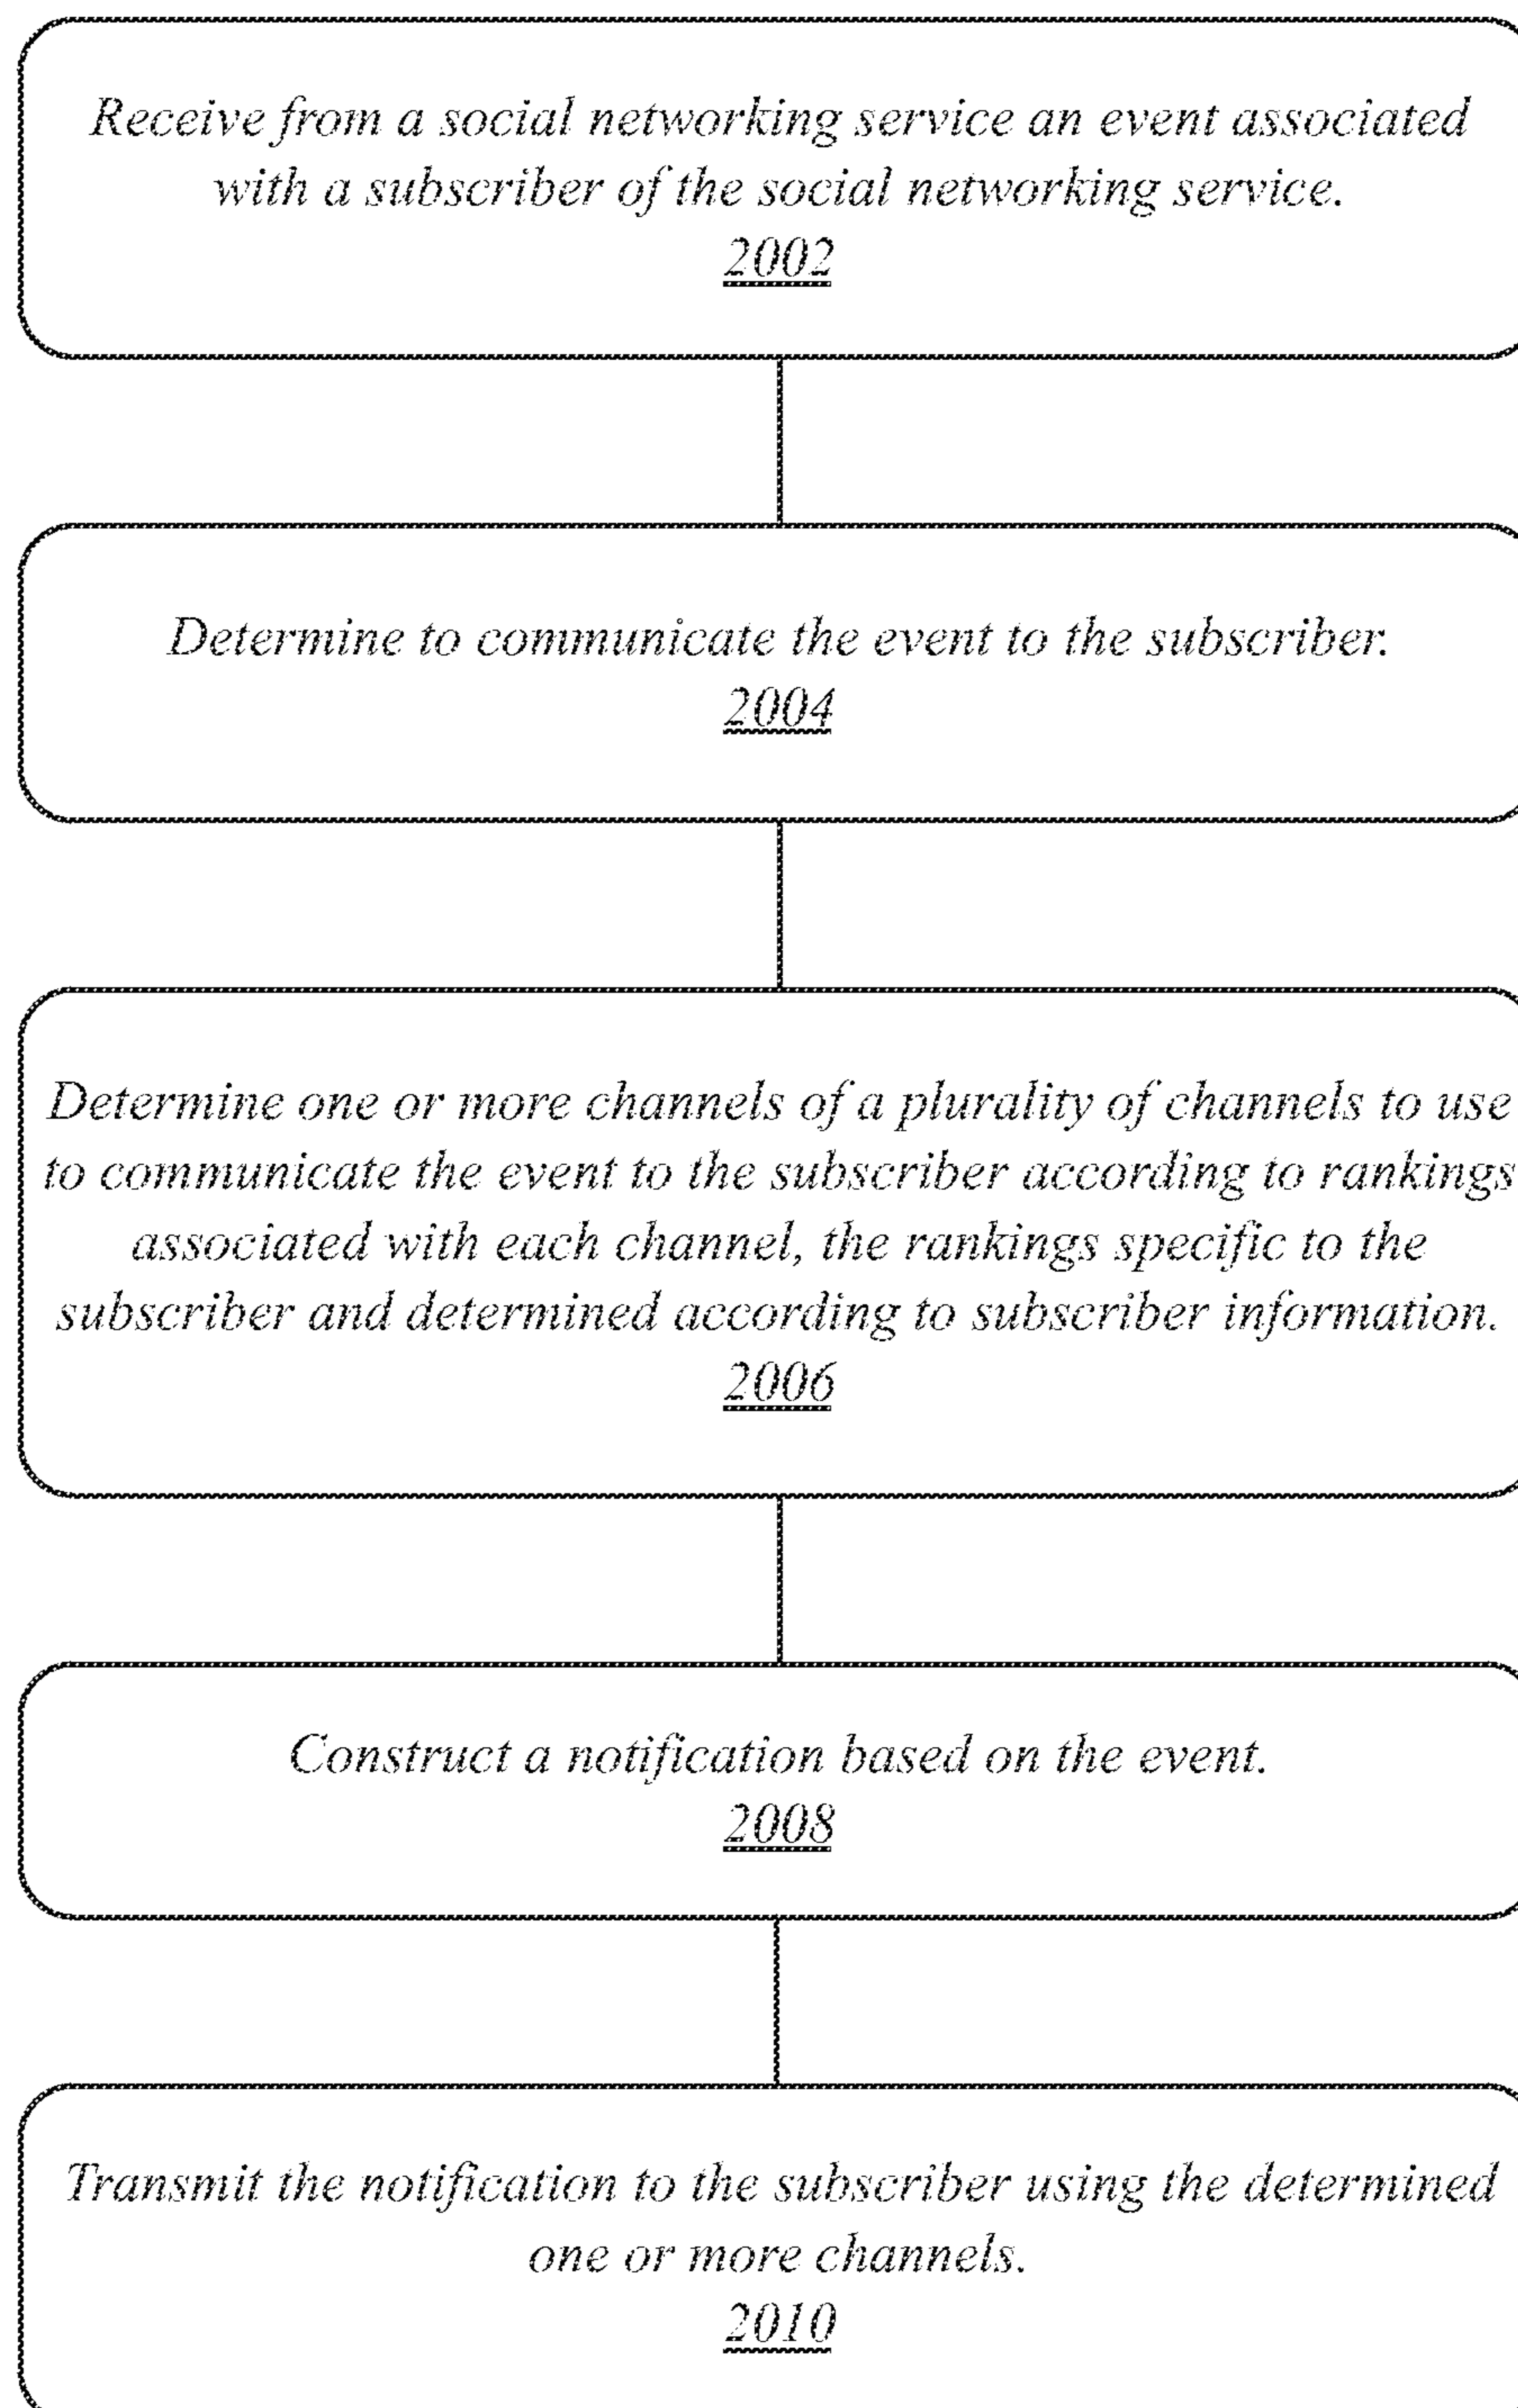 Receive from a social networking service an event associated
with a subscriber of the social networking service.
2002
Determine to communicate the event to the subscriber.
2004
Determine one or more channels of a plurality of channels to use
to communicate the event to the subscriber according to rankings
associated with each channel, the rankings specific to the
subscriber and determined according to subscriber information.
2006
Construct a notification based on the event.
2008
Transmit the notification to the subscriber using the determined
one or more channels.
2010